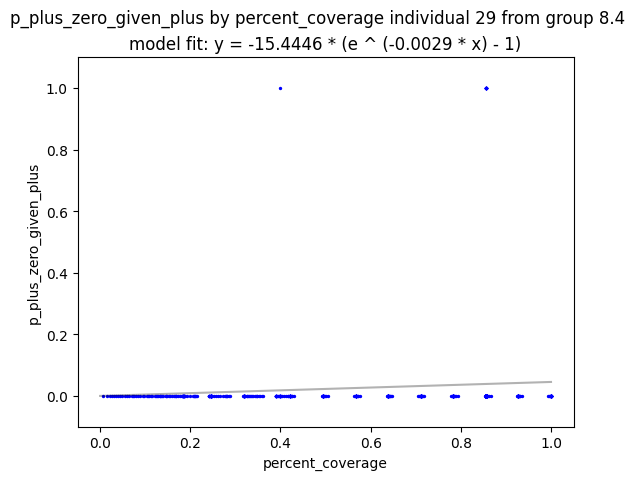 p_plus_zero_given_plus by percent_coverage individual 29 from group 8.4
model fit: y = -15.4446 * (e ^ (-0.0029 * x) - 1)
1.0
0.8
0.6
0.4
0.2
0.0
p_plus_zero_given_plus
0.0 0.2 0.4 0.6 0.8 1.0
percent_coverage